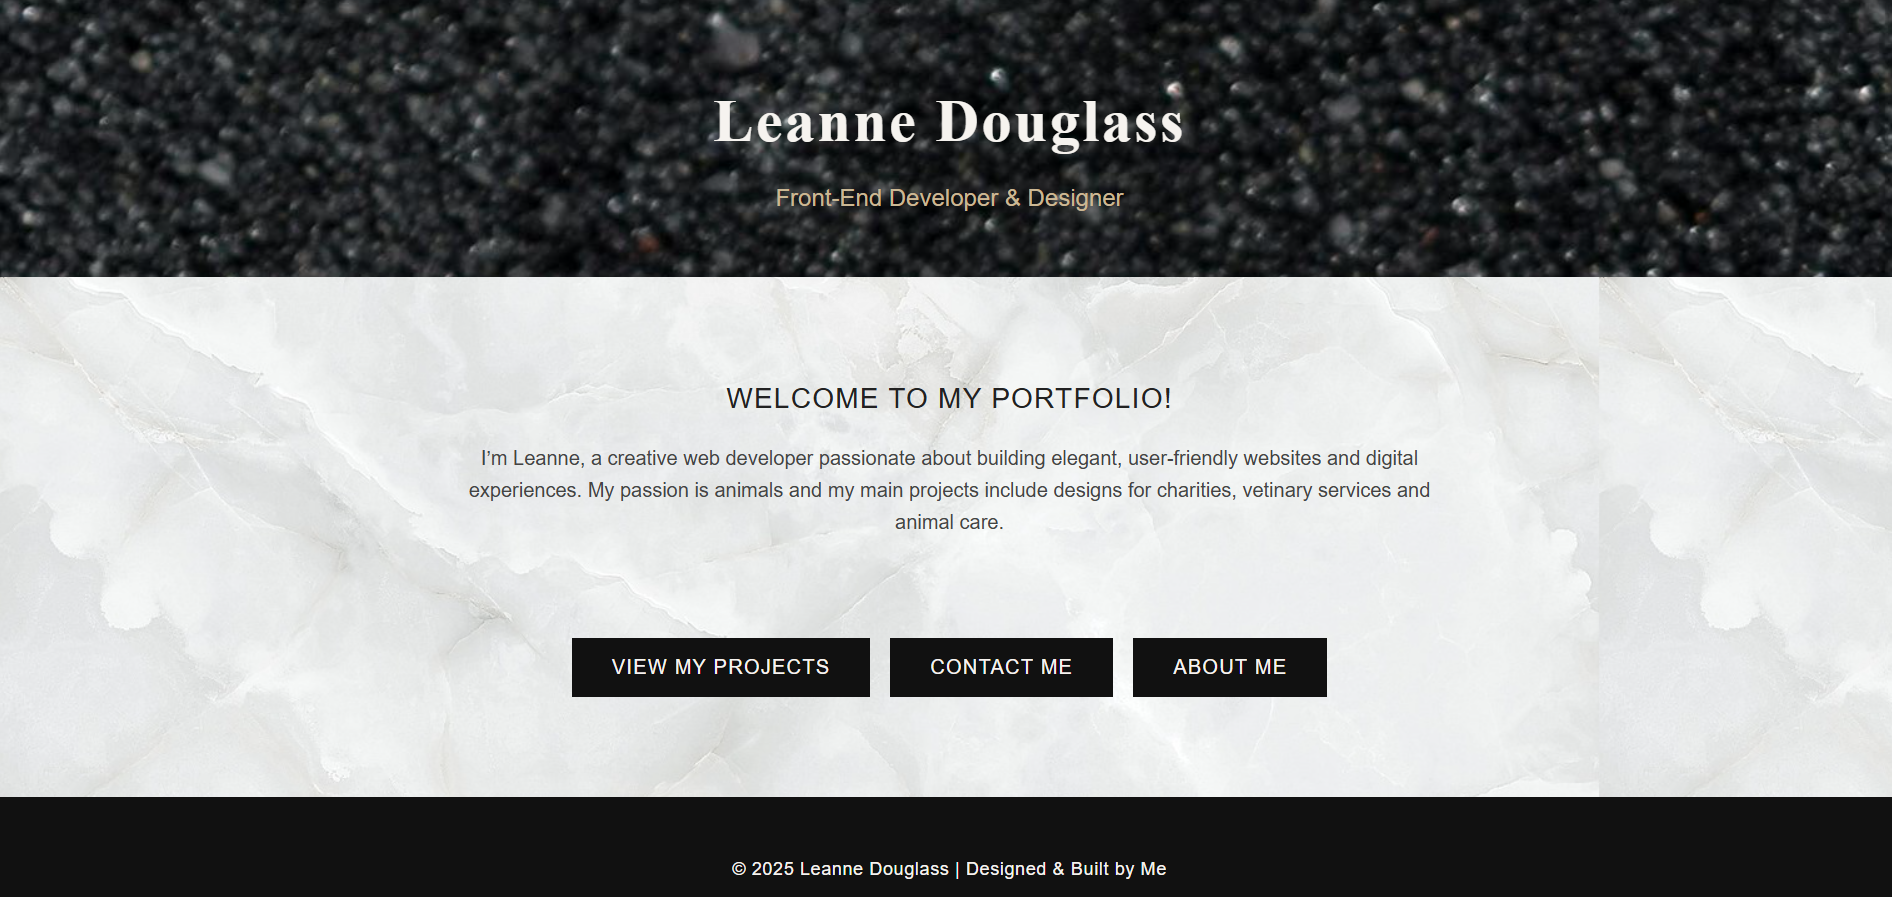 Leanne Douglass
Front-End Developer & Designer
WELCOME TO MY PORTFOLIO!
I’m Leanne, a creative web developer passionate about building elegant, user-friendly websites and digital
experiences. My passion is animals and my main projects include designs for charities, vetinary services and
animal care.
VIEW MY PROJECTS
CONTACT ME
ABOUT ME
© 2025 Leanne Douglass | Designed & Built by Me